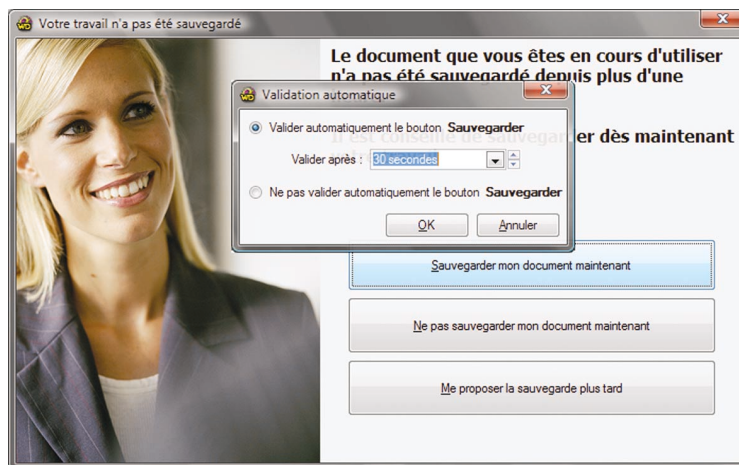 Votre travail n'a pas été sauvegardé
Le document que vous êtes en cours d'utiliser
n'a pas été sauvegardé depuis plus d'une
Validation automatique
Valider automatiquement le bouton Sauvegarder
er dès maintenant
Valider après : 30 secondes
Ne pas valider automatiquement le bouton Sauvegarder
OK Annuler
Sauvegarder mon document maintenant
Ne pas sauvegarder mon document maintenant
Me proposer la sauvegarde plus tard